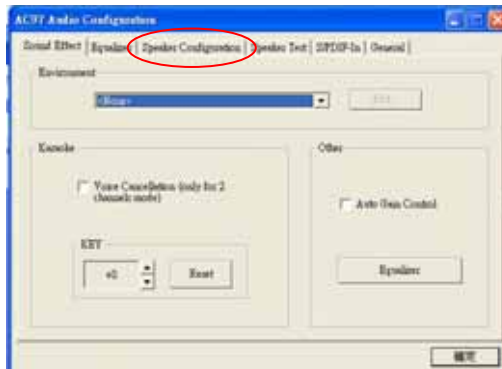 AC97 Audio Configuration
Sound Effect | Equalizer | Speaker Configuration | Speaker Test | S/PDIF-In | General
Environment
<None>
Karaoke
Other
Voice Cancellation (only for 2
channels mode)
Auto Gain Control
KEY
+0
Reset
Equalizer
確定